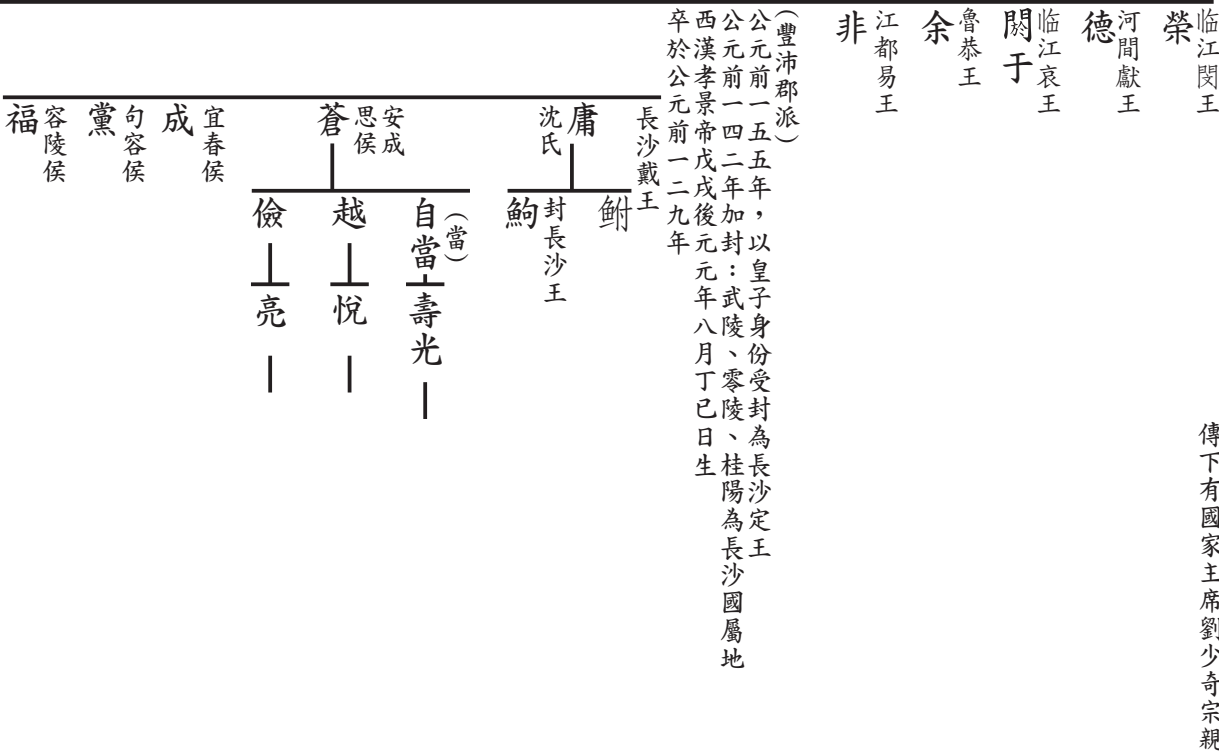 临江閔王
榮
傳下有國家主席劉少奇宗親
河間獻王
德
临江哀王
閼于
魯恭王
余
江都易王
非
(豐沛郡派)
公元前一五五年，以皇子身份受封為長沙定王
公元前一四二年加封：武陵、零陵、桂陽為長沙國屬地
西漢孝景帝戊戌後元元年八月丁巳日生
卒於公元前一二九年
長沙戴王
庸
沈氏
鮒
封長沙王
鮈
安成
思侯
蒼
(當)
自當
壽光
越
悅
儉
亮
宜春侯
成
句容侯
黨
容陵侯
福